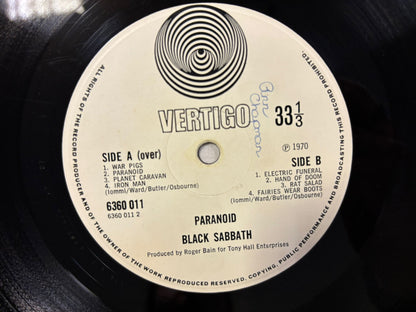 VERTIGO
Ann
Chapman
33 1/3
℗ 1970
SIDE A (over)
1. WAR PIGS
2. PARANOID
3. PLANET CARAVAN
4. IRON MAN
(Iommi/Ward/Butler/Osbourne)
6360 011
6360 011 2
SIDE B
1. ELECTRIC FUNERAL
2. HAND OF DOOM
3. RAT SALAD
4. FAIRIES WEAR BOOTS
(Iommi/Ward/Butler/Osbourne)
PARANOID
BLACK SABBATH
Produced by Roger Bain for Tony Hall Enterprises
ALL RIGHTS OF THE RECORD PRODUCER AND OF THE OWNER OF THE WORK REPRODUCED RESERVED. COPYING, PUBLIC PERFORMANCE AND BROADCASTING THIS RECORD PROHIBITED.